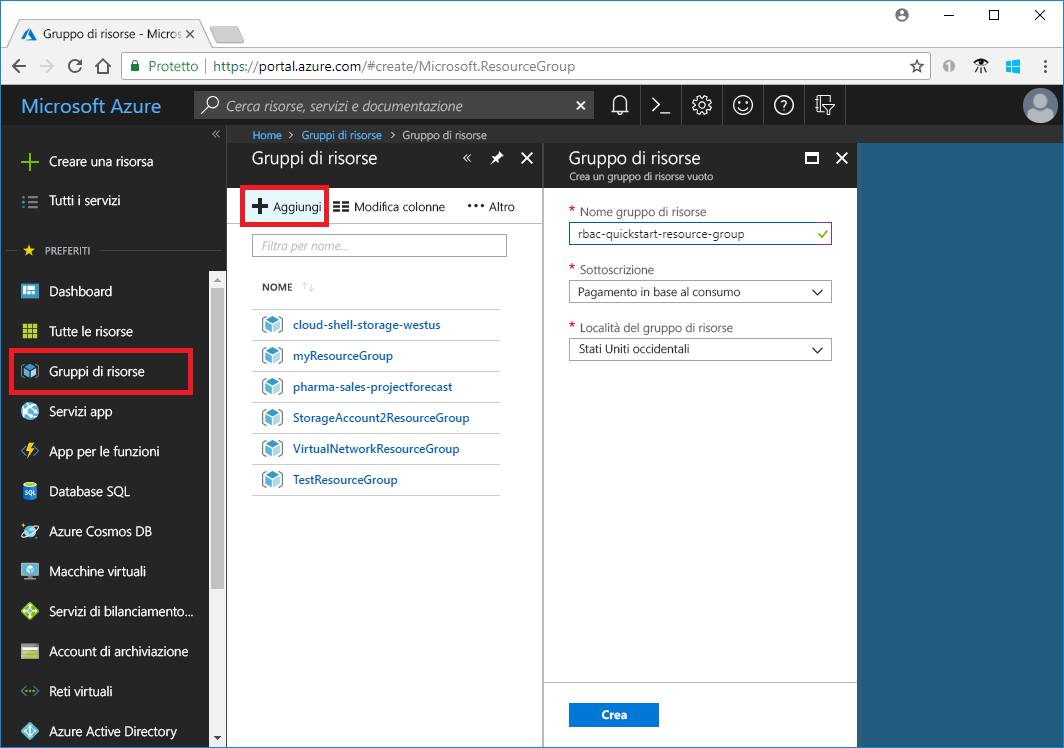 Gruppo di risorse - Micros
Protetto
https://portal.azure.com/#create/Microsoft.ResourceGroup
Microsoft Azure
Cerca risorse, servizi e documentazione
Creare una risorsa
Tutti i servizi
PREFERITI
Dashboard
Tutte le risorse
Gruppi di risorse
Servizi app
App per le funzioni
Database SQL
Azure Cosmos DB
Macchine virtuali
Servizi di bilanciamento...
Account di archiviazione
Reti virtuali
Azure Active Directory
Home > Gruppi di risorse > Gruppo di risorse
Gruppi di risorse
Aggiungi
Modifica colonne
Altro
Filtra per nome...
NOME
cloud-shell-storage-westus
myResourceGroup
pharma-sales-projectforecast
StorageAccount2ResourceGroup
VirtualNetworkResourceGroup
TestResourceGroup
Gruppo di risorse
Crea un gruppo di risorse vuoto
* Nome gruppo di risorse
rbac-quickstart-resource-group
* Sottoscrizione
Pagamento in base al consumo
* Località del gruppo di risorse
Stati Uniti occidentali
Crea